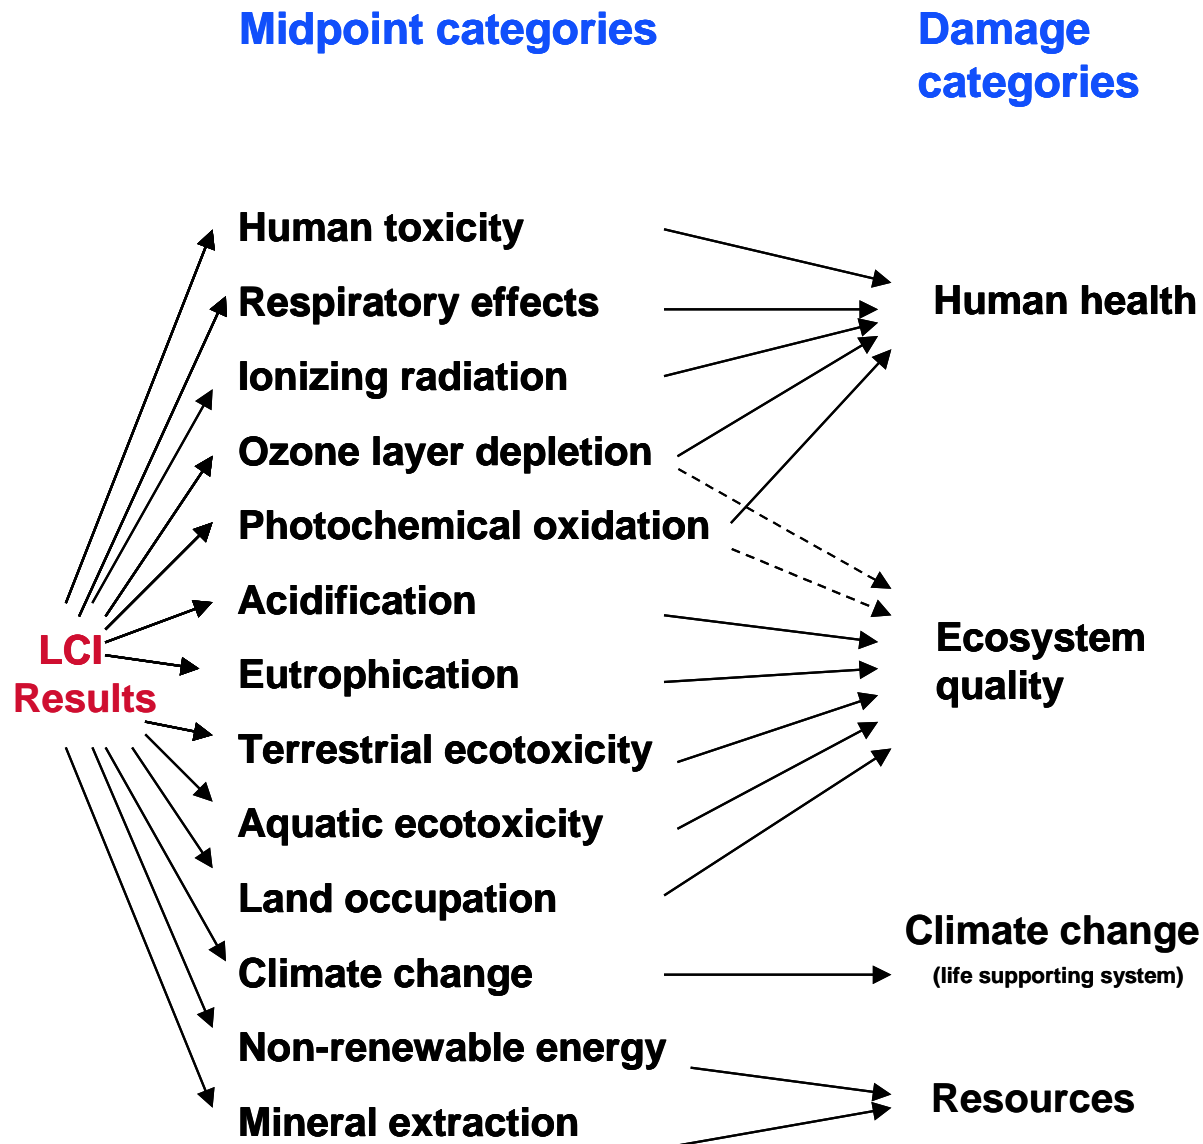 Midpoint categories
Damage
categories
Human toxicity
Respiratory effects
Ionizing radiation
Ozone layer depletion
Photochemical oxidation
Acidification
Eutrophication
Terrestrial ecotoxicity
Aquatic ecotoxicity
Land occupation
Climate change
Non-renewable energy
Mineral extraction
LCI
Results
Human health
Ecosystem
quality
Climate change
(life supporting system)
Resources